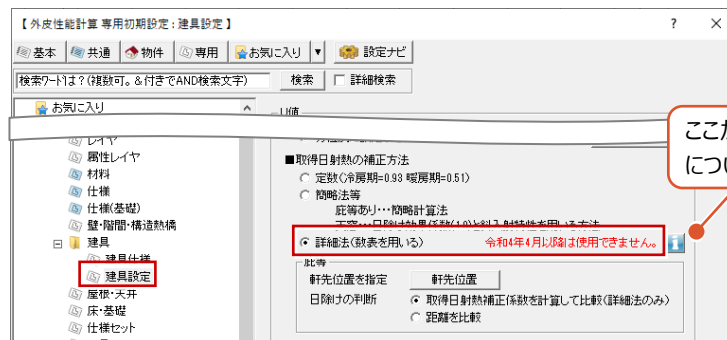 【 外皮性能計算 専用初期設定 : 建具設定 】 ? ×
基本 共通 物件 専用 お気に入り ▼ 設定ナビ
検索ワードは？(複数可。&付きでAND検索文字) 検索 詳細検索
お気に入り
U値
ここか
につい
レイヤ
属性レイヤ
材料
仕様
仕様(基礎)
壁・階間・構造熱橋
建具
建具仕様
建具設定
屋根・天井
床・基礎
仕様セット
■取得日射熱の補正方法
定数(冷房期=0.93 暖房期=0.51)
簡略法等
庇等あり・・・簡略計算法
詳細法(数表を用いる) 令和4年4月以降は使用できません。
庇等
軒先位置を指定 軒先位置
日除けの判断 取得日射熱補正係数を計算して比較(詳細法のみ)
距離を比較